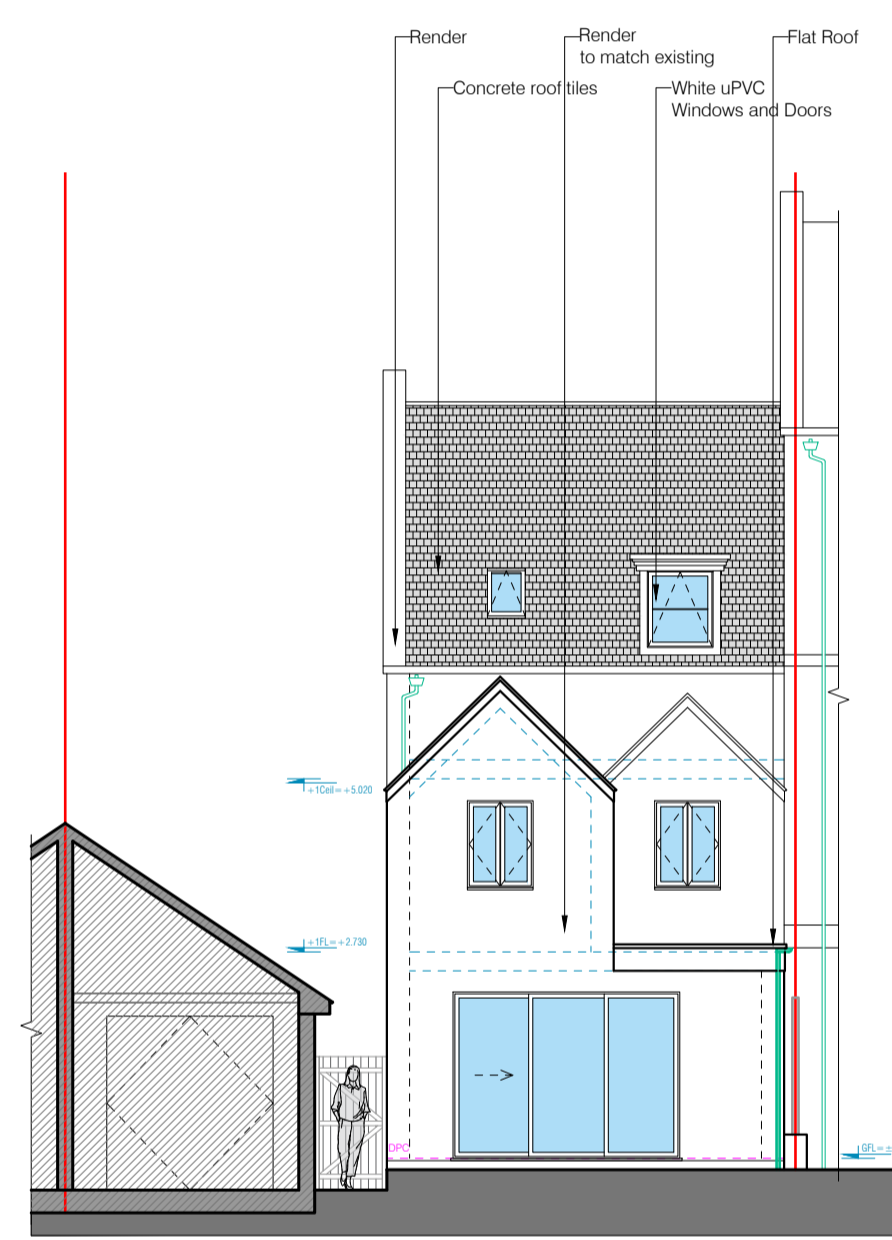 Render
Render
to match existing
Flat Roof
Concrete roof tiles
White uPVC
Windows and Doors
+1Ceil=+5.020
+1FL=+2.730
DPC
GFL=±